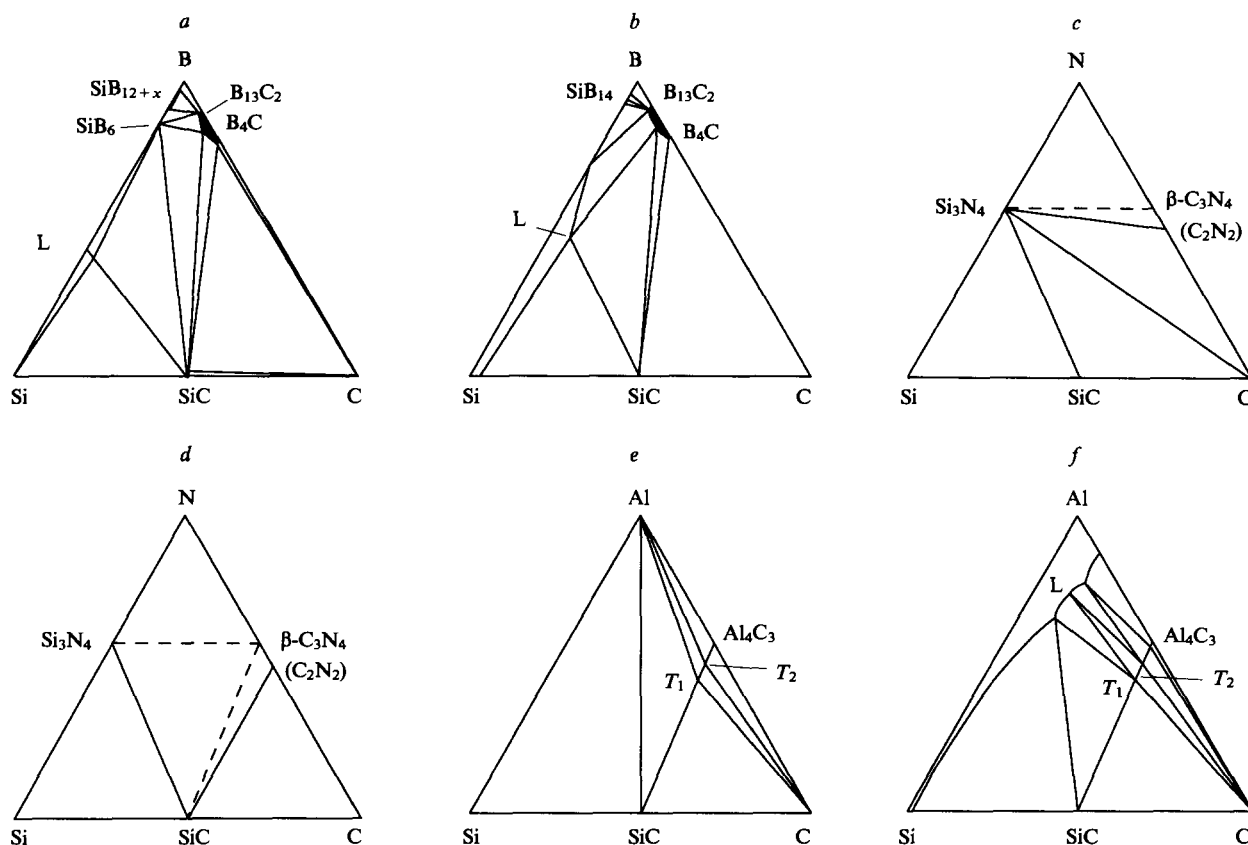 a
b
c
B
SiB12+x
B13C2
SiB6
B4C
L
Si
SiC
C
B
SiB14
B13C2
B4C
L
Si
SiC
C
N
Si3N4
β-C3N4
(C2N2)
Si
SiC
C
d
e
f
N
Si3N4
β-C3N4
(C2N2)
Si
SiC
C
Al
Al4C3
T2
T1
Si
SiC
C
Al
L
Al4C3
T2
T1
Si
SiC
C